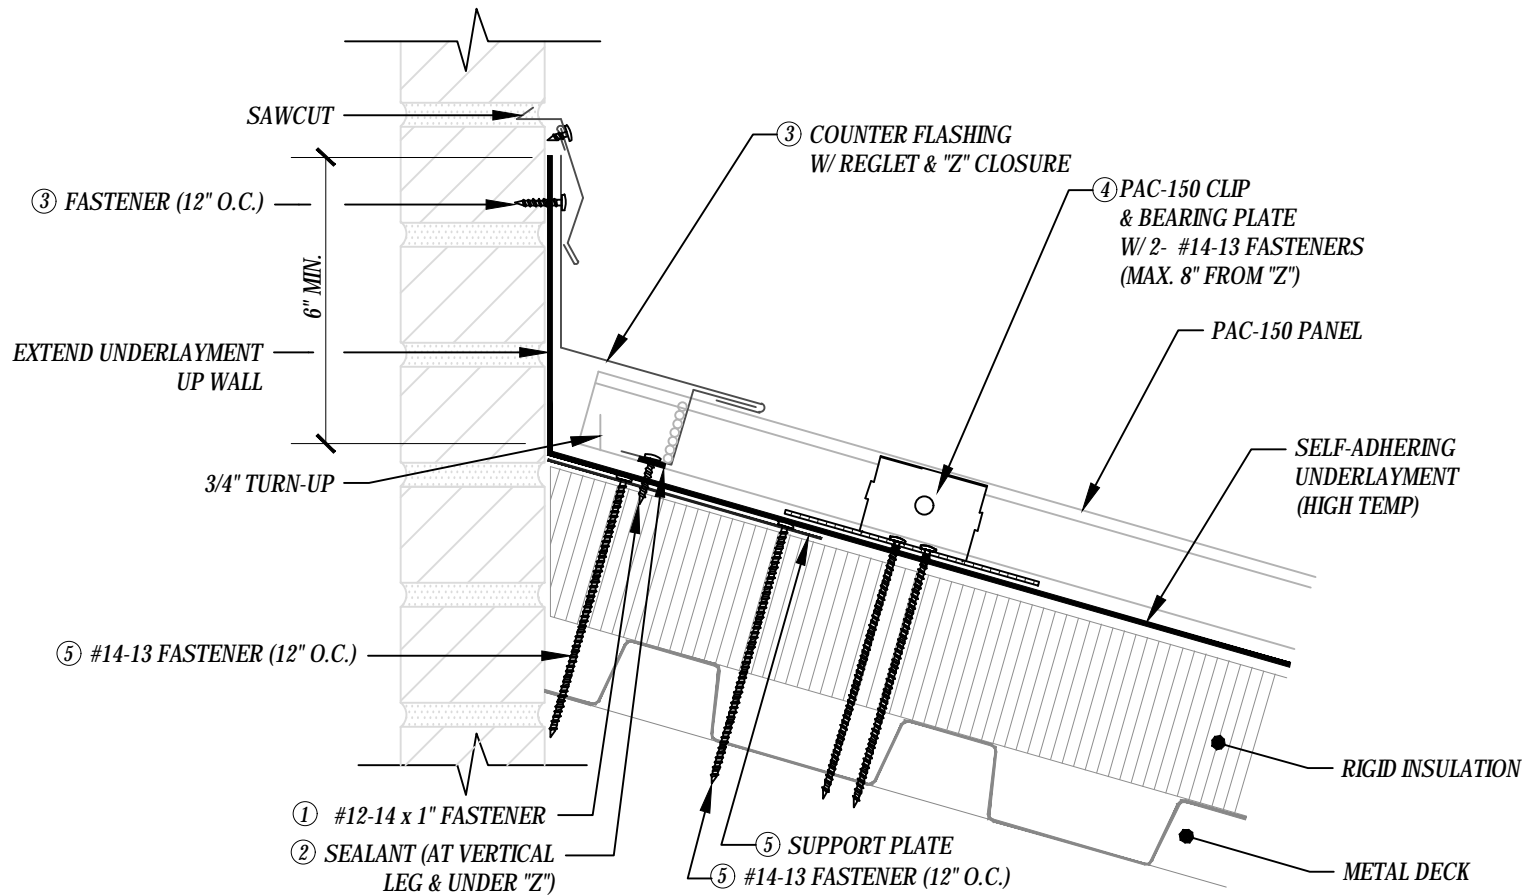 SAWCUT
③ COUNTER FLASHING
W/ REGLET & "Z" CLOSURE
④ PAC-150 CLIP
& BEARING PLATE
W/ 2- #14-13 FASTENERS
(MAX. 8" FROM "Z")
③ FASTENER (12" O.C.)
6" MIN.
PAC-150 PANEL
EXTEND UNDERLAYMENT
UP WALL
SELF-ADHERING
UNDERLAYMENT
(HIGH TEMP)
3/4" TURN-UP
⑤ #14-13 FASTENER (12" O.C.)
RIGID INSULATION
① #12-14 x 1" FASTENER
② SEALANT (AT VERTICAL
LEG & UNDER "Z")
⑤ SUPPORT PLATE
⑤ #14-13 FASTENER (12" O.C.)
METAL DECK